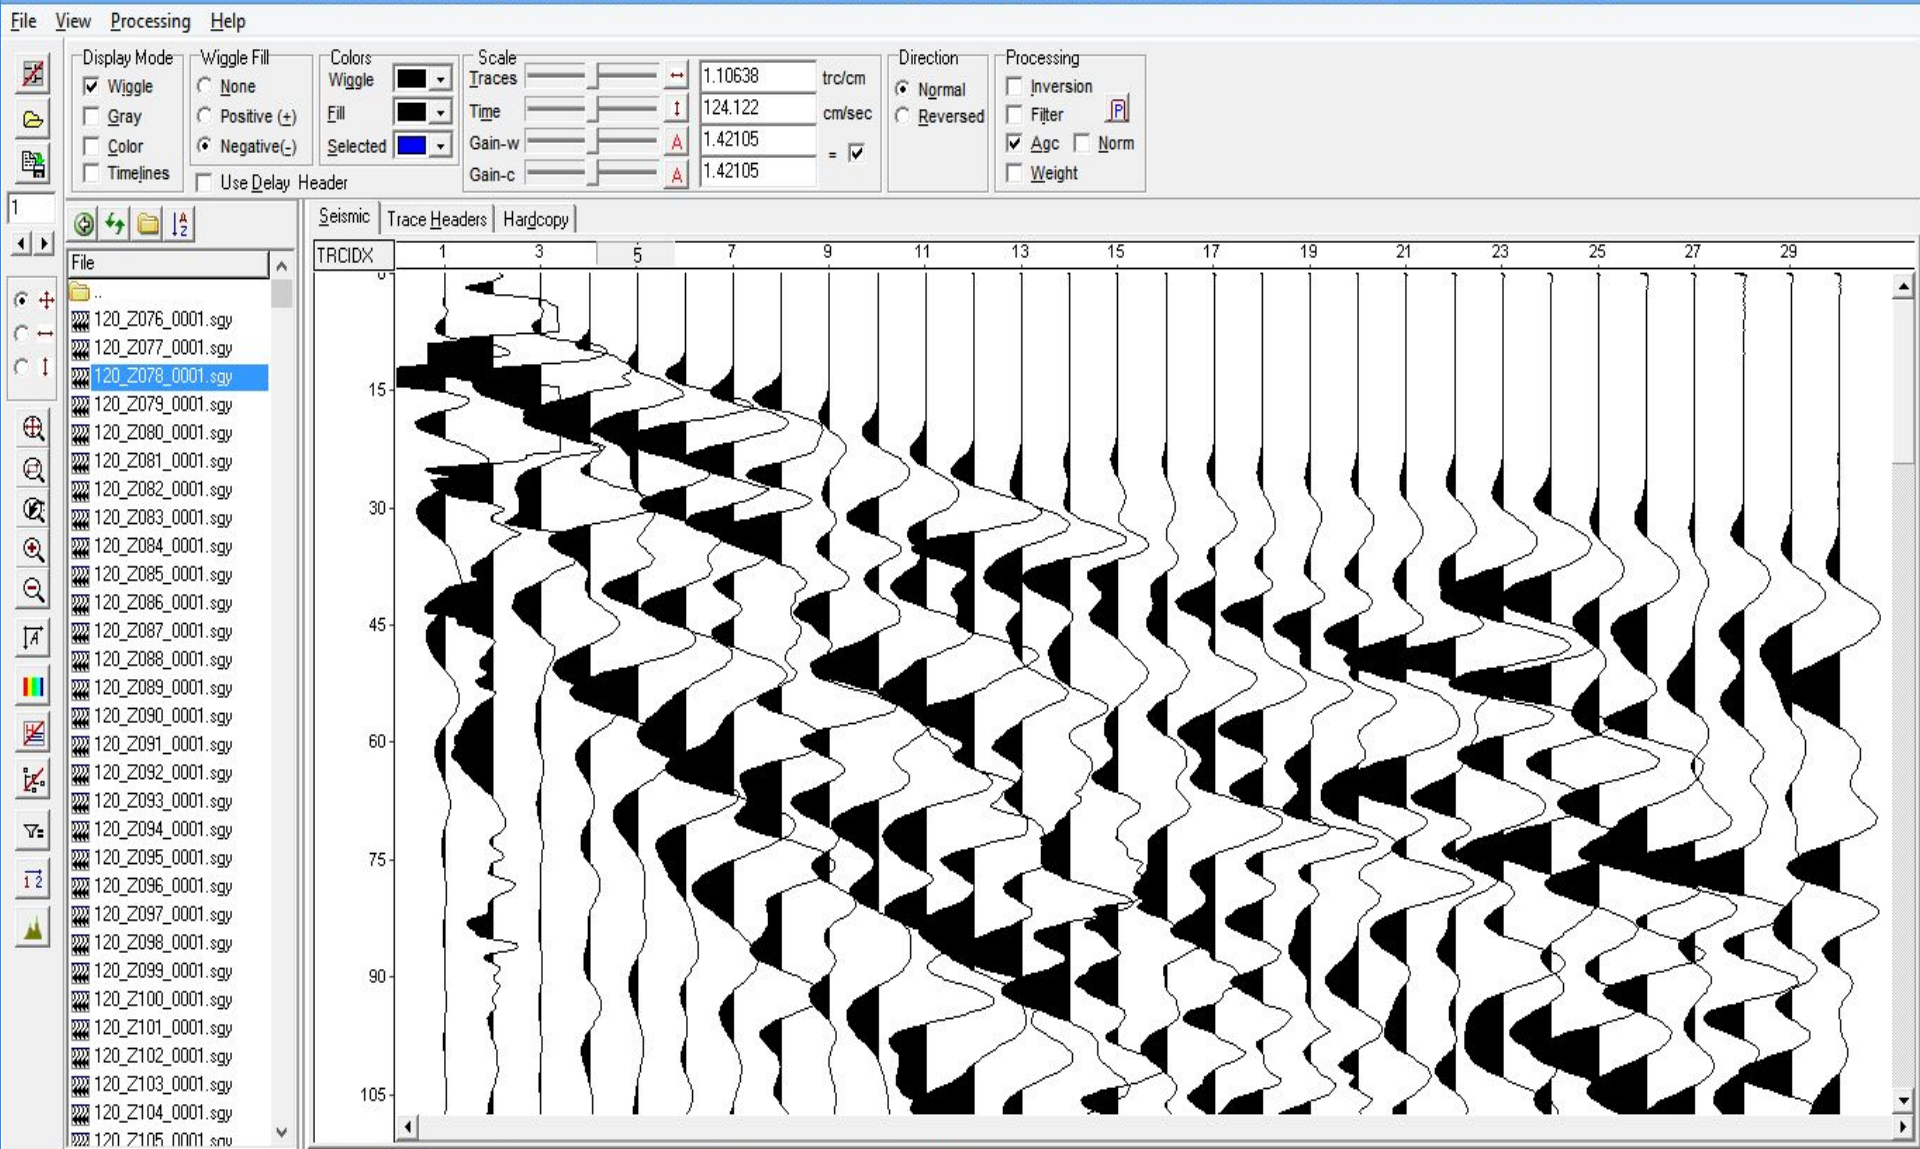 File View Processing Help
Display Mode Wiggle Fill Colors Scale Direction Processing
Wiggle None Wiggle Traces 1.10638 trc/cm Normal Inversion
Gray Positive (+) Fill Time 124.122 cm/sec Reversed Filter P
Color Negative(-) Selected Gain-w A 1.42105 = Agc Norm
Timelines Use Delay Header Gain-c A 1.42105 Weight
1
Seismic Trace Headers Hardcopy
File
TRCIDX 1 3 5 7 9 11 13 15 17 19 21 23 25 27 29
..
120_Z076_0001.sgy
120_Z077_0001.sgy
120_Z078_0001.sgy
120_Z079_0001.sgy
120_Z080_0001.sgy
120_Z081_0001.sgy
120_Z082_0001.sgy
120_Z083_0001.sgy
120_Z084_0001.sgy
120_Z085_0001.sgy
120_Z086_0001.sgy
120_Z087_0001.sgy
120_Z088_0001.sgy
120_Z089_0001.sgy
120_Z090_0001.sgy
120_Z091_0001.sgy
120_Z092_0001.sgy
120_Z093_0001.sgy
120_Z094_0001.sgy
120_Z095_0001.sgy
120_Z096_0001.sgy
120_Z097_0001.sgy
120_Z098_0001.sgy
120_Z099_0001.sgy
120_Z100_0001.sgy
120_Z101_0001.sgy
120_Z102_0001.sgy
120_Z103_0001.sgy
120_Z104_0001.sgy
120_Z105_0001.sgy
0
15
30
45
60
75
90
105